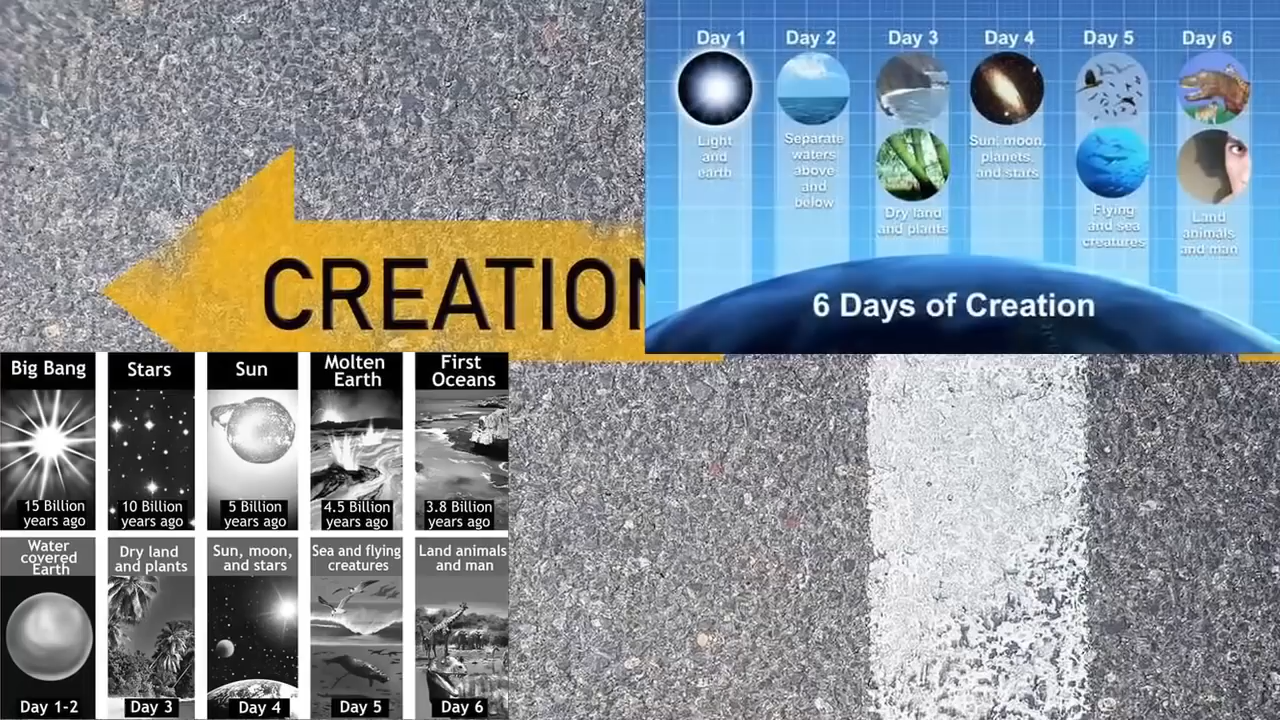 Day 1
Day 2
Day 3
Day 4
Day 5
Day 6
Light
and
earth
Separate
waters
above
and
below
Dry land
and plants
Sun, moon,
planets,
and stars
Flying
and sea
creatures
Land
animals
and man
6 Days of Creation
CREATION
Big Bang
15 Billion
years ago
Stars
10 Billion
years ago
Sun
5 Billion
years ago
Molten
Earth
4.5 Billion
years ago
First
Oceans
3.8 Billion
years ago
Water
covered
Earth
Day 1-2
Dry land
and plants
Day 3
Sun, moon,
and stars
Day 4
Sea and flying
creatures
Day 5
Land animals
and man
Day 6